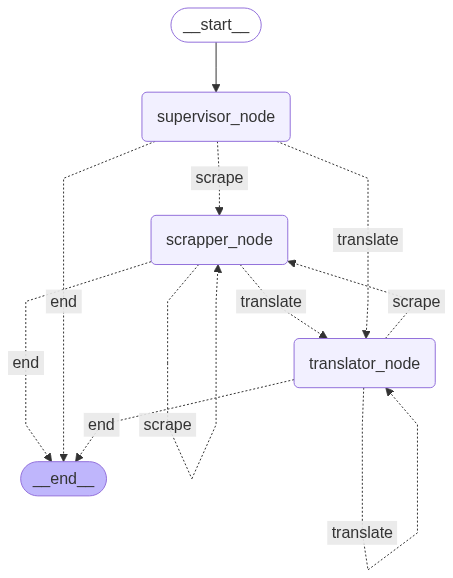 __start__
supervisor_node
scrape
scrapper_node
translate
end
translate
scrape
end
translator_node
end
scrape
__end__
translate